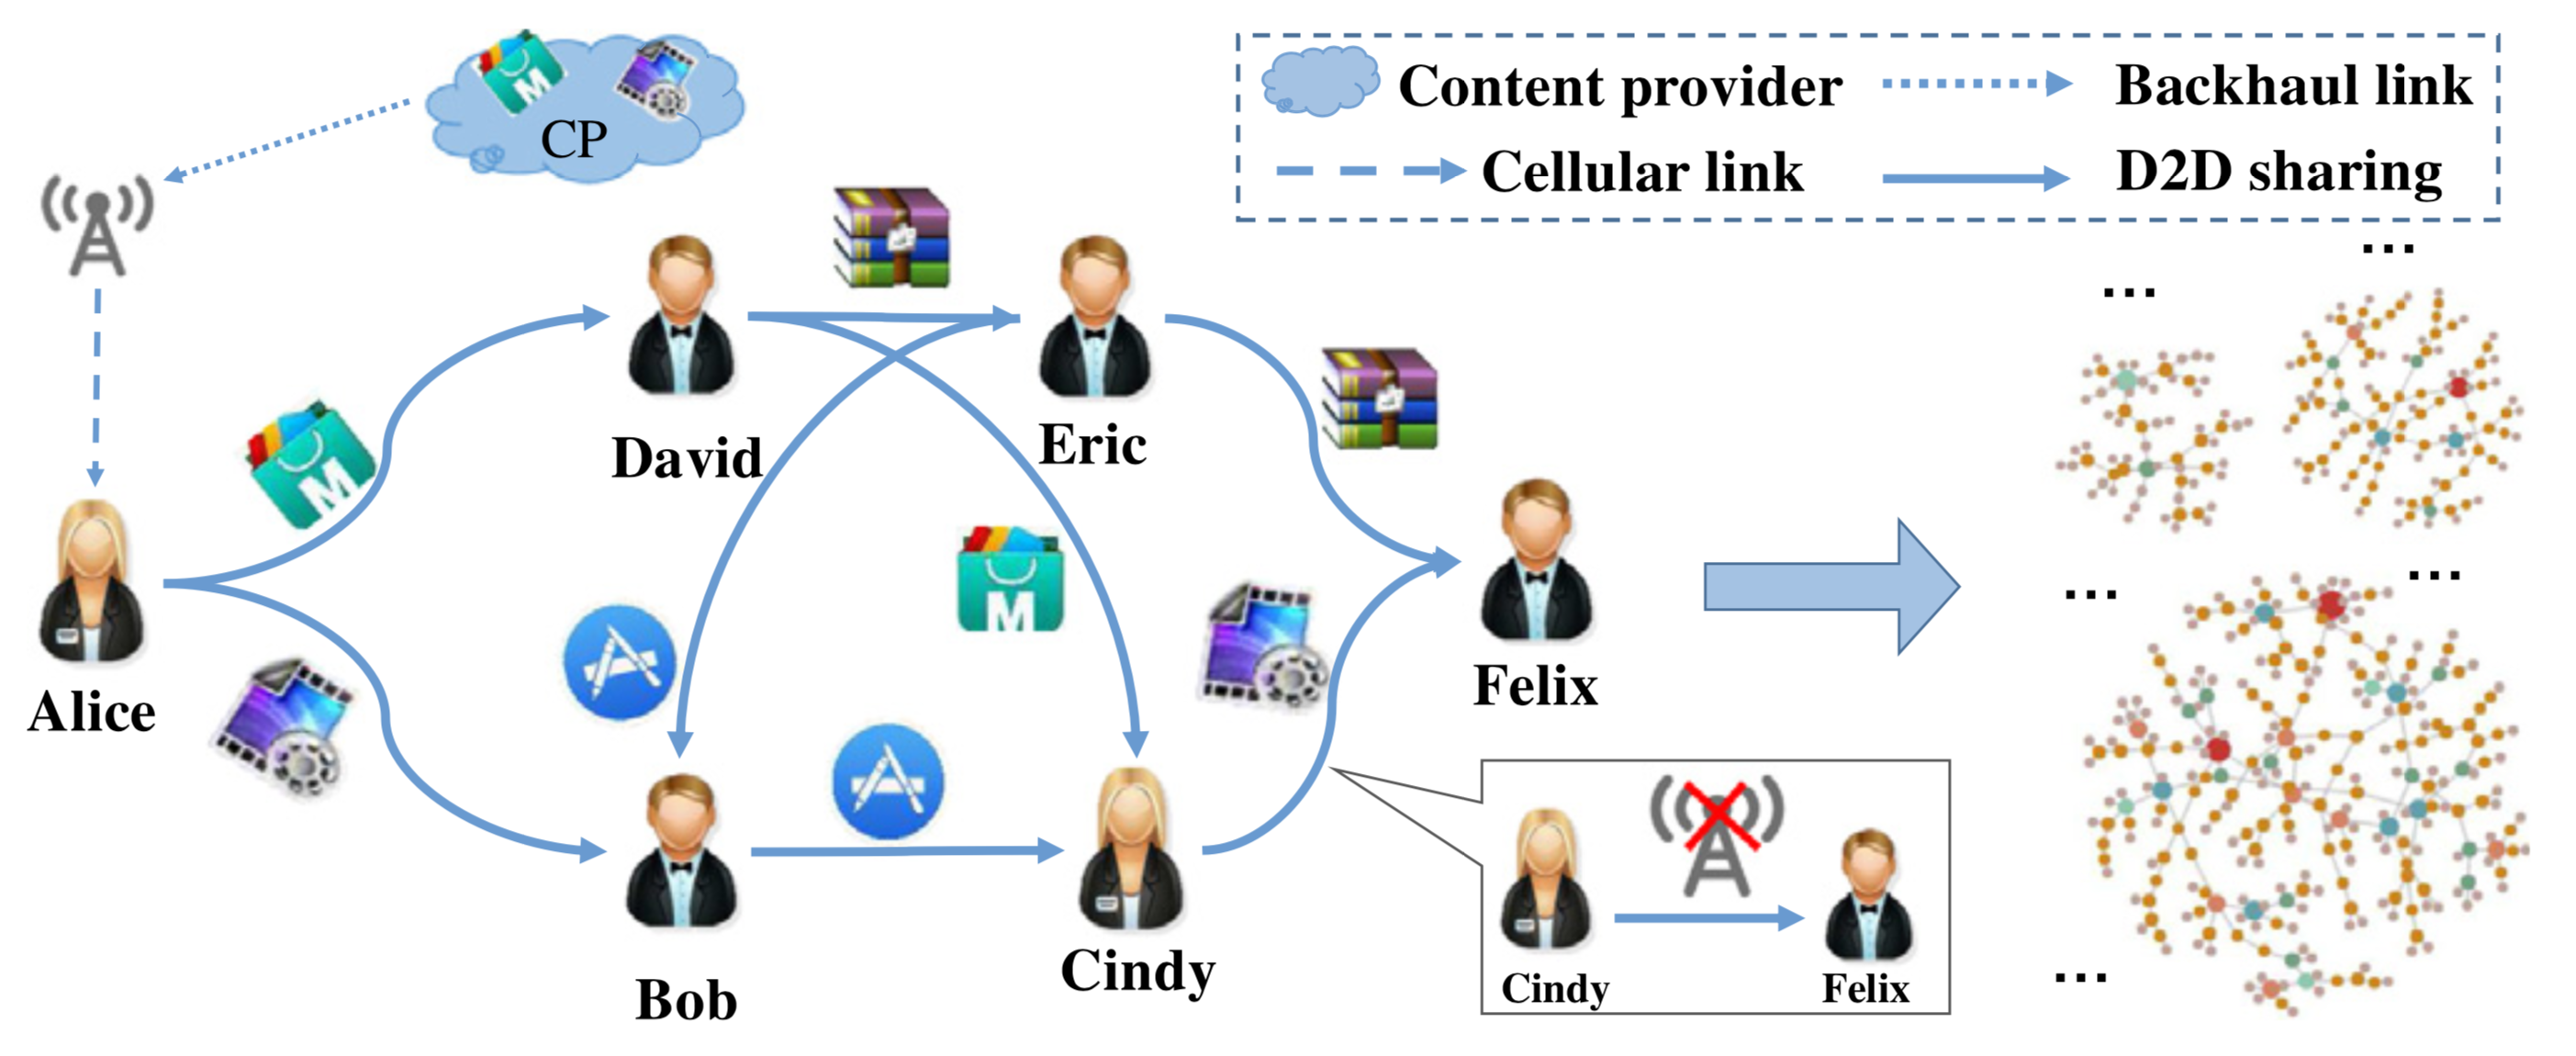 CP
Content provider
Backhaul link
Cellular link
D2D sharing
...
...
M
M
David
Eric
M
Alice
Felix
...
...
Bob
Cindy
Cindy
Felix
...